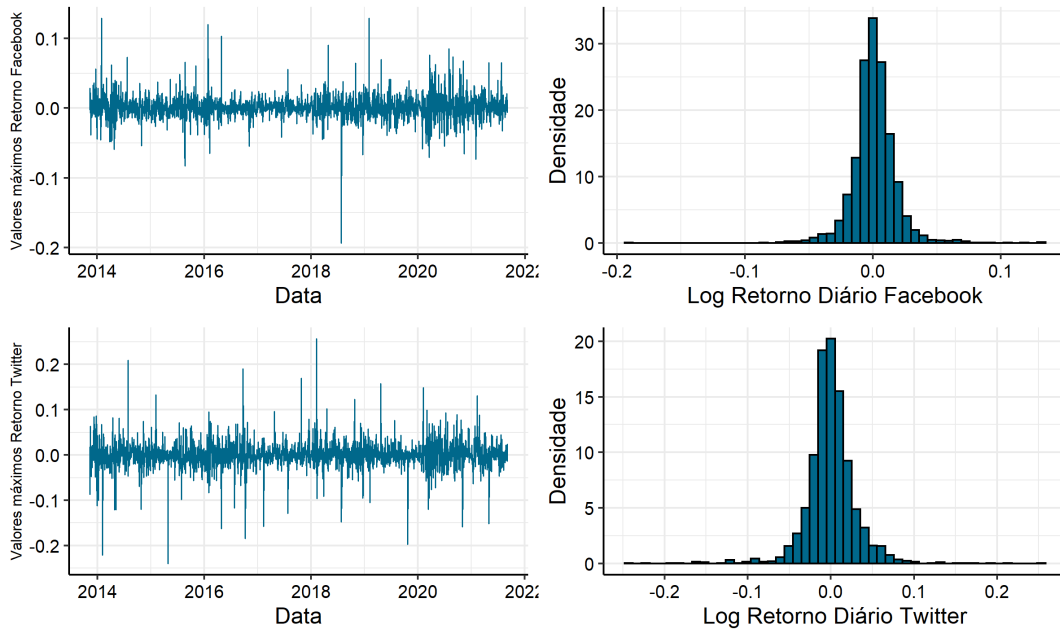 Valores máximos Retorno Facebook
0.1
0.0
-0.1
-0.2
2014 2016 2018 2020 2022
Data
Densidade
30
20
10
0
-0.2 -0.1 0.0 0.1
Log Retorno Diário Facebook
Valores máximos Retorno Twitter
0.2
0.1
0.0
-0.1
-0.2
2014 2016 2018 2020 2022
Data
Densidade
20
15
10
5
0
-0.2 -0.1 0.0 0.1 0.2
Log Retorno Diário Twitter